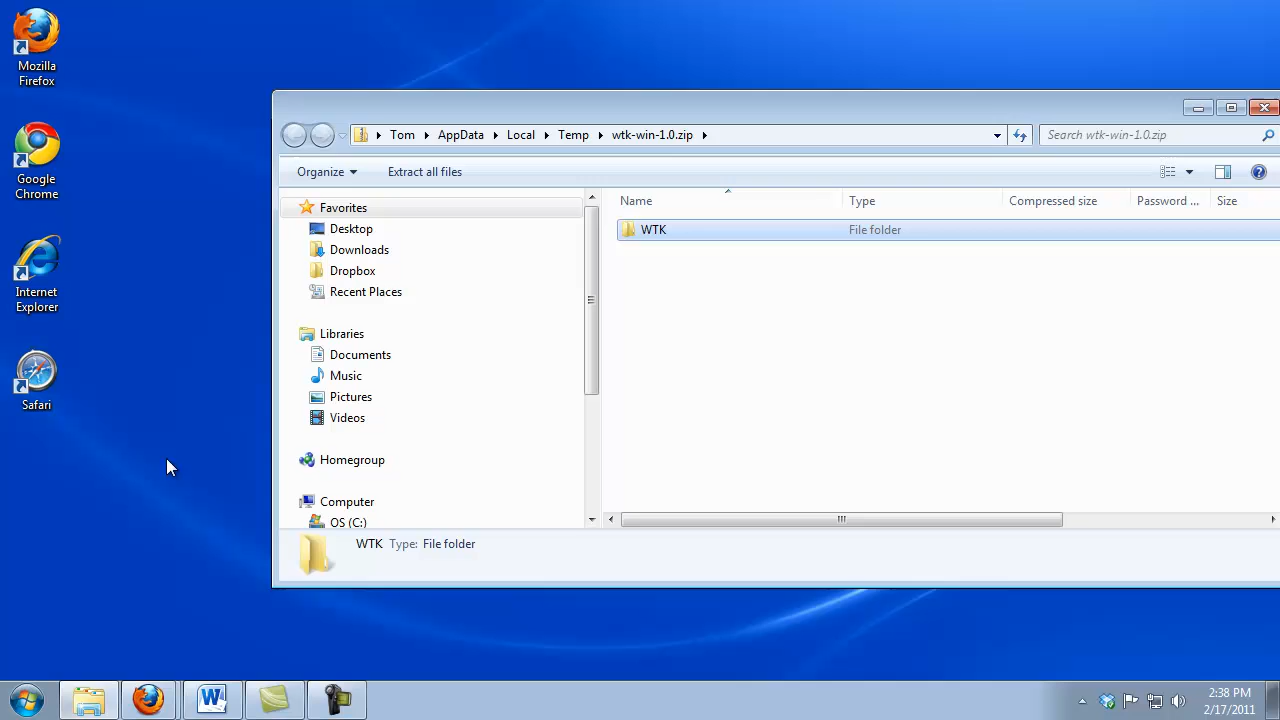 Mozilla
Firefox
Google
Chrome
Internet
Explorer
Safari
Tom
AppData
Local
Temp
wtk-win-1.0.zip
Search wtk-win-1.0.zip
Organize
Extract all files
Favorites
Desktop
Downloads
Dropbox
Recent Places
Libraries
Documents
Music
Pictures
Videos
Homegroup
Computer
OS (C:)
Name
Type
Compressed size
Password ...
Size
WTK
File folder
WTK Type: File folder
2:38 PM
2/17/2011